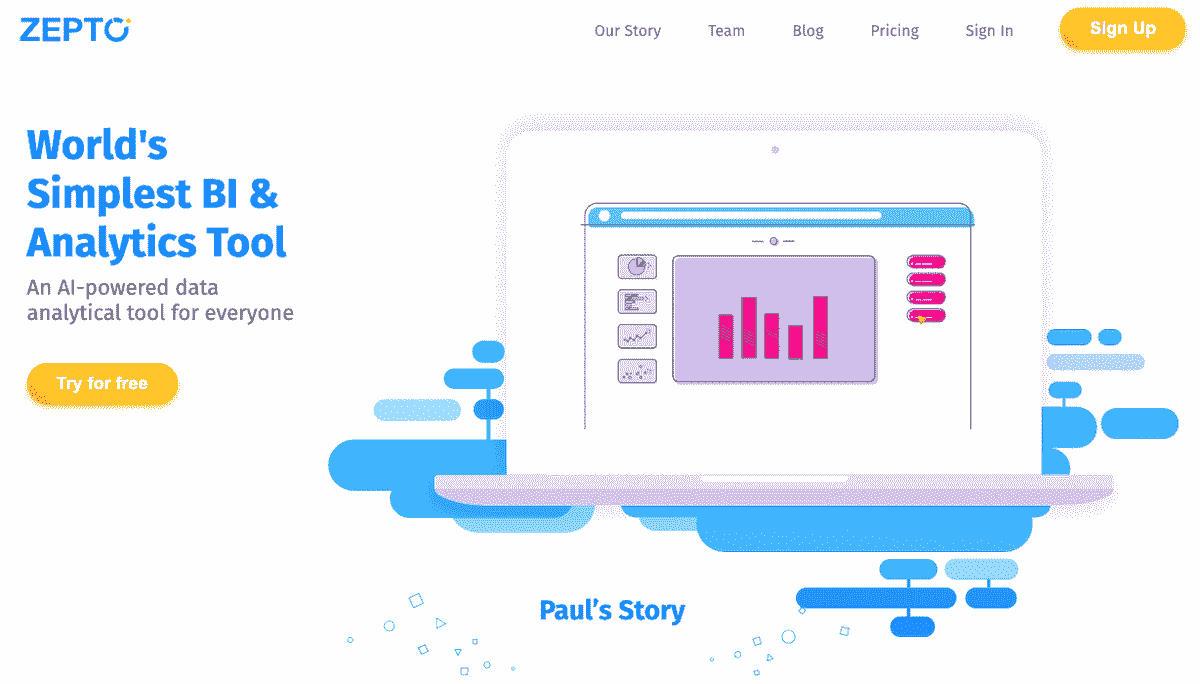 ZEPTO
Our Story
Team
Blog
Pricing
Sign In
Sign Up
World's
Simplest BI &
Analytics Tool
An AI-powered data
analytical tool for everyone
Try for free
Paul's Story